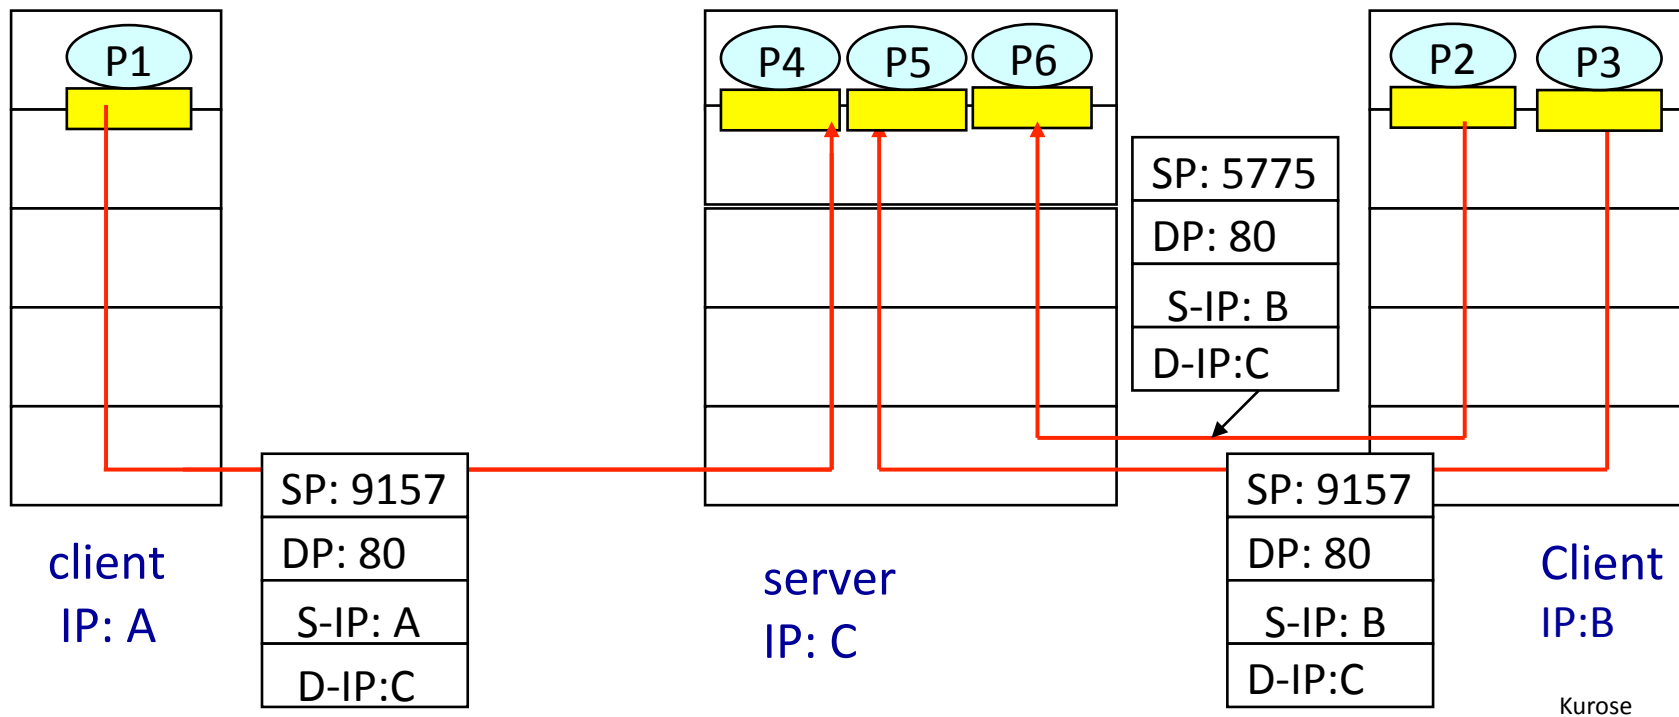 P1
P4
P5
P6
P2
P3
SP: 5775
DP: 80
S-IP: B
D-IP:C
SP: 9157
DP: 80
S-IP: A
D-IP:C
SP: 9157
DP: 80
S-IP: B
D-IP:C
client
IP: A
server
IP: C
Client
IP:B
Kurose